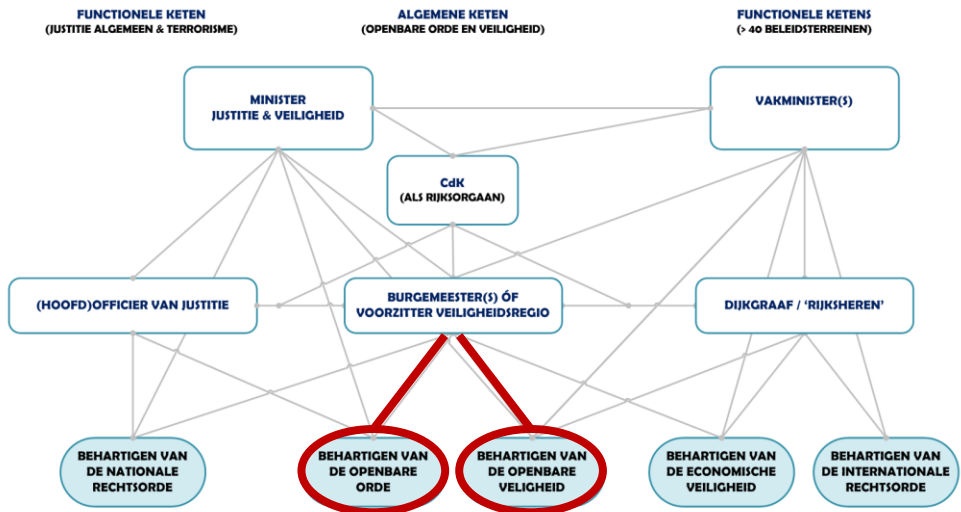 FUNCTIONELE KETEN
(JUSTITIE ALGEMEEN & TERRORISME)
ALGEMENE KETEN
(OPENBARE ORDE EN VEILIGHEID)
FUNCTIONELE KETENS
(> 40 BELEIDSTERREINEN)
MINISTER
JUSTITIE & VEILIGHEID
VAKMINISTER(S)
CdK
(ALS RIJKSORGAAN)
(HOOFD)OFFICIER VAN JUSTITIE
BURGEMEESTER(S) ÓF
VOORZITTER VEILIGHEIDSREGIO
DIJKGRAAF / ‘RIJKSHEREN’
BEHARTIGEN VAN
DE NATIONALE
RECHTSORDE
BEHARTIGEN VAN
DE OPENBARE
ORDE
BEHARTIGEN VAN
DE OPENBARE
VELIGHEID
BEHARTIGEN VAN
DE ECONOMISCHE
VEILIGHEID
BEHARTIGEN VAN
DE INTERNATIONALE
RECHTSORDE